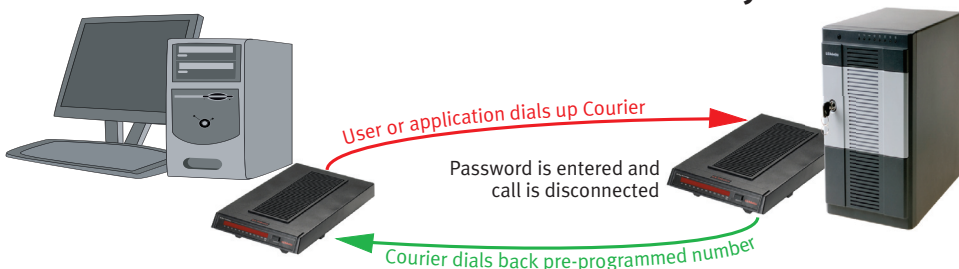 User or application dials up Courier
Password is entered and
call is disconnected
Courier dials back pre-programmed number